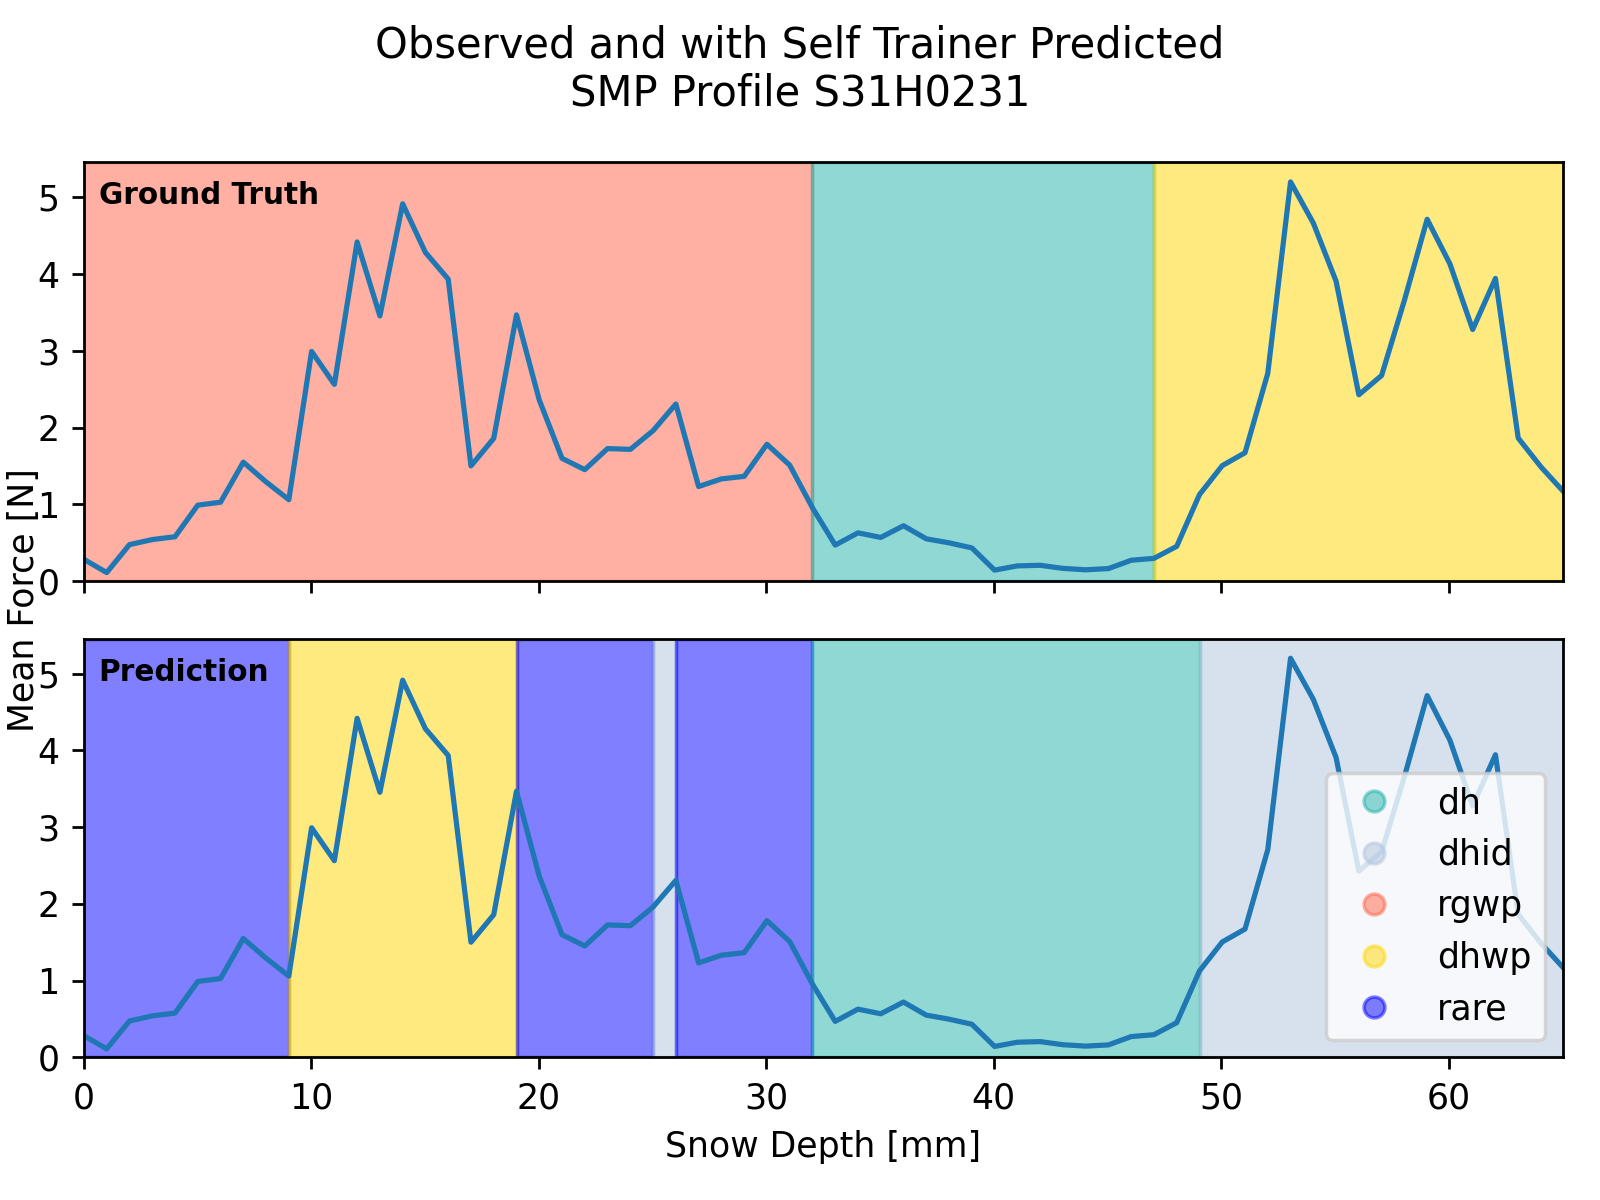 Observed and with Self Trainer Predicted
SMP Profile S31H0231
Ground Truth
5
4
3
2
1
0
Mean Force [N]
Prediction
5
4
3
2
1
0
dh
dhid
rgwp
dhwp
rare
0 10 20 30 40 50 60
Snow Depth [mm]